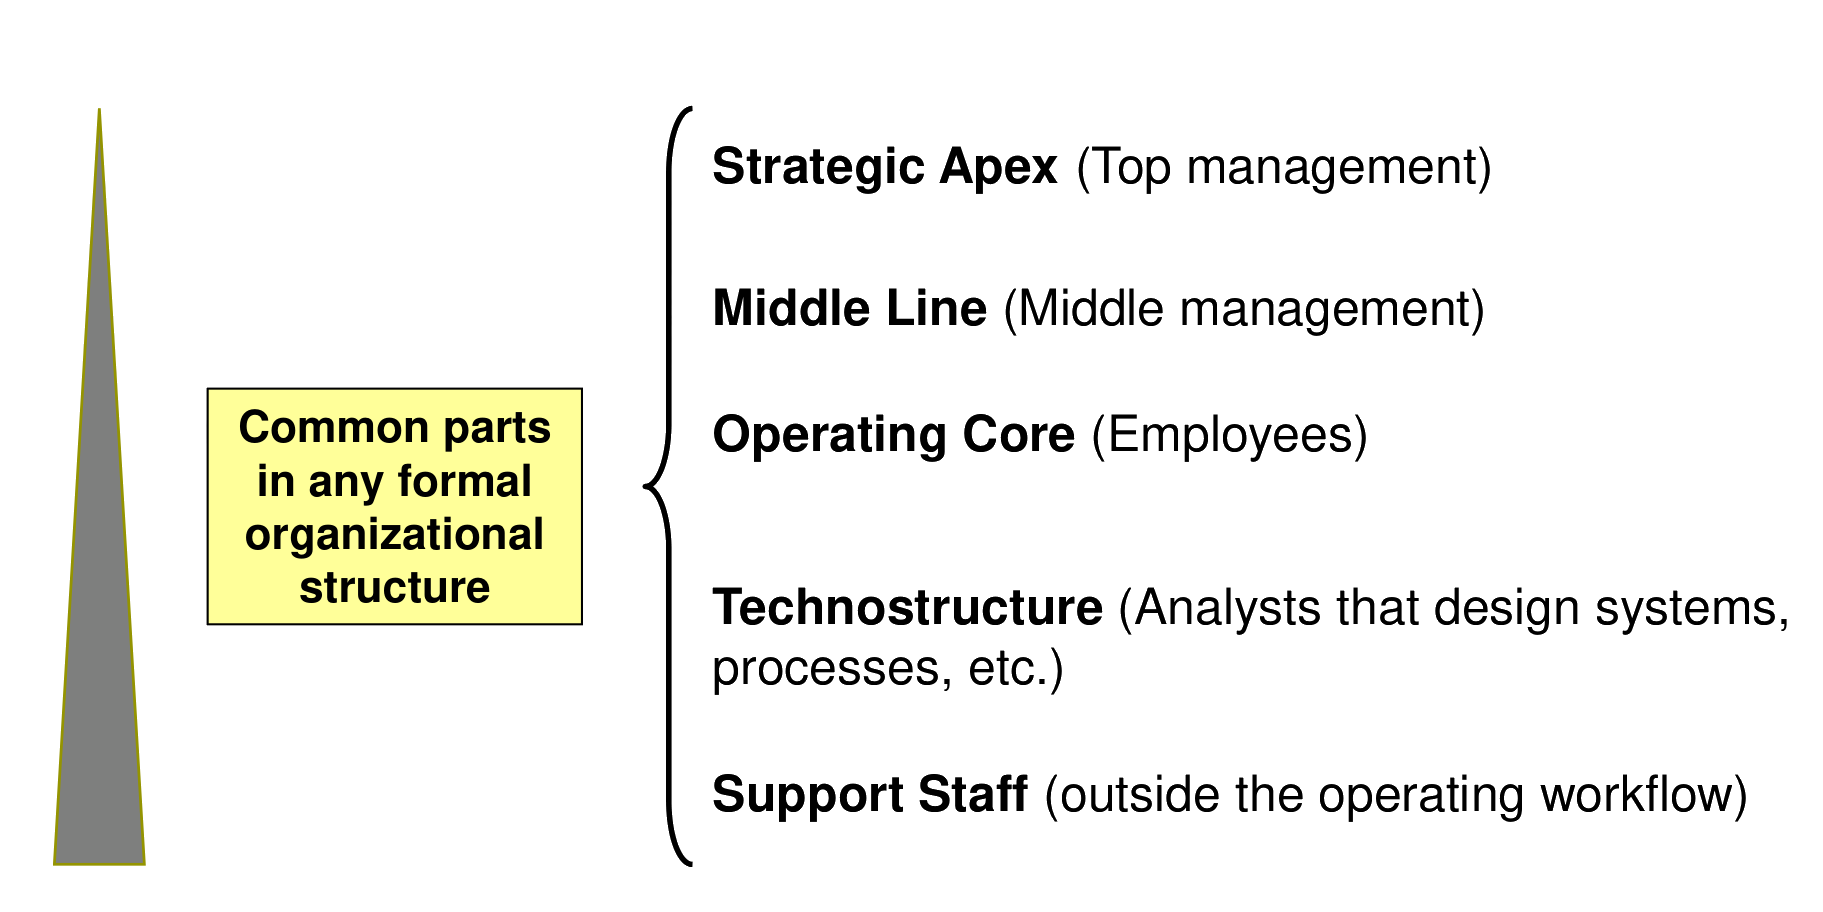 Common parts
in any formal
organizational
structure
Strategic Apex (Top management)
Middle Line (Middle management)
Operating Core (Employees)
Technostructure (Analysts that design systems,
processes, etc.)
Support Staff (outside the operating workflow)